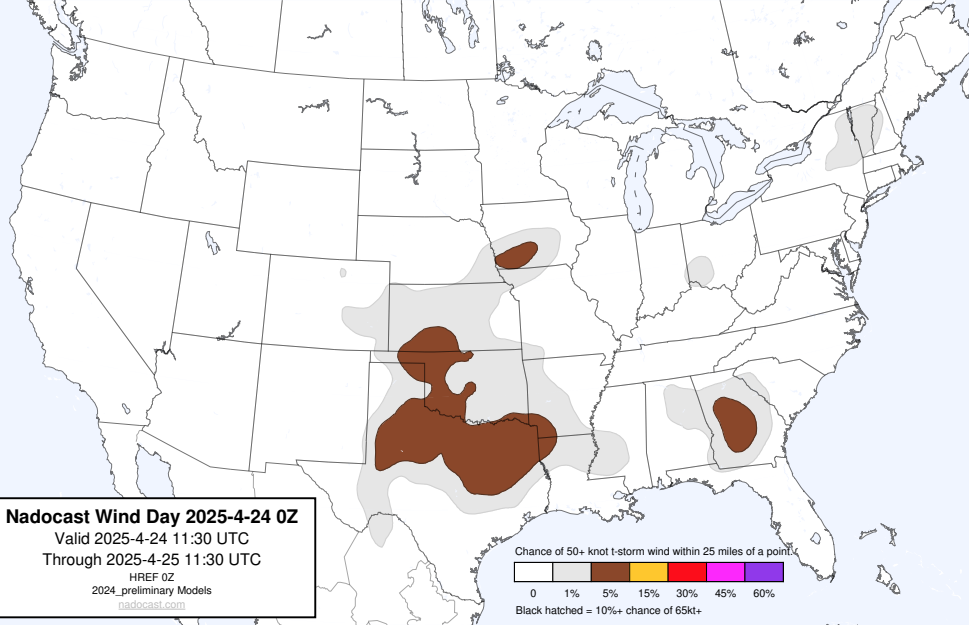 Nadocast Wind Day 2025-4-24 0Z
Valid 2025-4-24 11:30 UTC
Through 2025-4-25 11:30 UTC
HREF 0Z
2024_preliminary Models
nadocast.com
Chance of 50+ knot t-storm wind within 25 miles of a point.
0 1% 5% 15% 30% 45% 60%
Black hatched = 10%+ chance of 65kt+